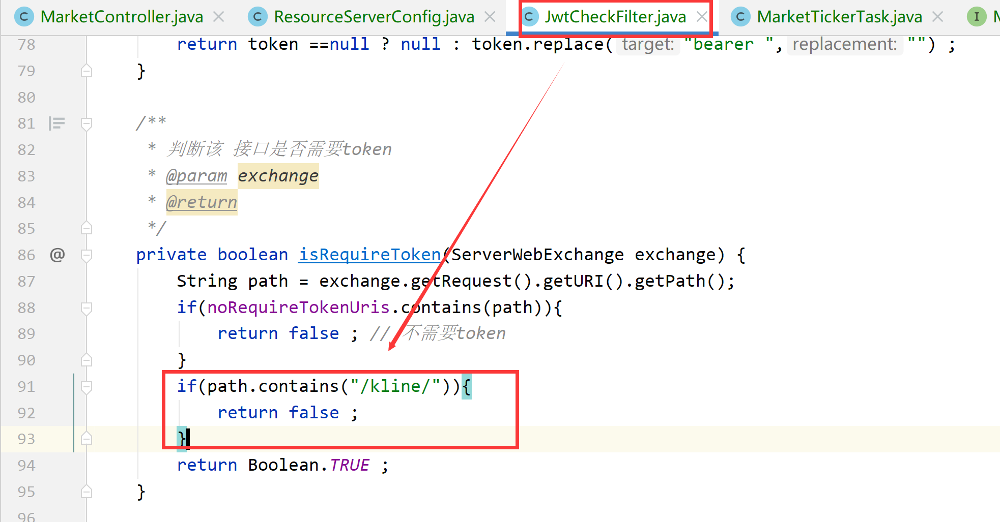 MarketController.java ResourceServerConfig.java JwtCheckFilter.java MarketTickerTask.java
78 return token ==null ? null : token.replace( target: "bearer ", replacement: "") ;
79 }
80
81 /**
82 * 判断该 接口是否需要token
83 * @param exchange
84 * @return
85 */
86 private boolean isRequireToken(ServerWebExchange exchange) {
87 String path = exchange.getRequest().getURI().getPath();
88 if(noRequireTokenUris.contains(path)){
89 return false ; // 不需要token
90 }
91 if(path.contains("/kline/")){
92 return false ;
93 }
94 return Boolean.TRUE ;
95 }
96